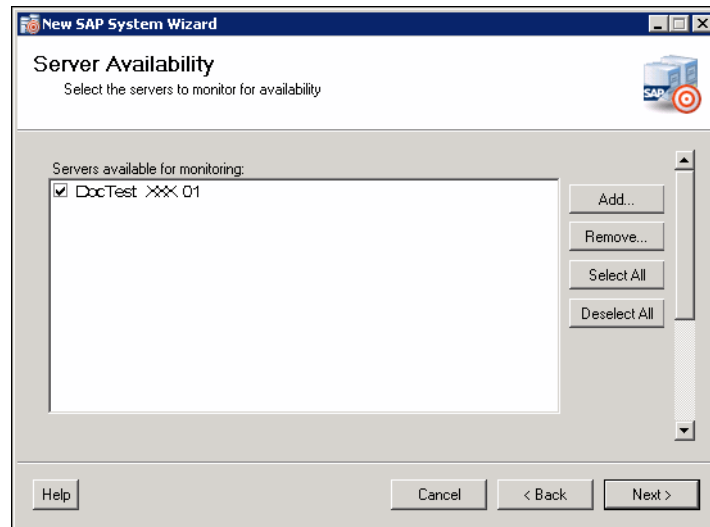 New SAP System Wizard
Server Availability
Select the servers to monitor for availability
SAP
Servers available for monitoring:
DocTest XXX 01
Add...
Remove...
Select All
Deselect All
Help
Cancel
< Back
Next >